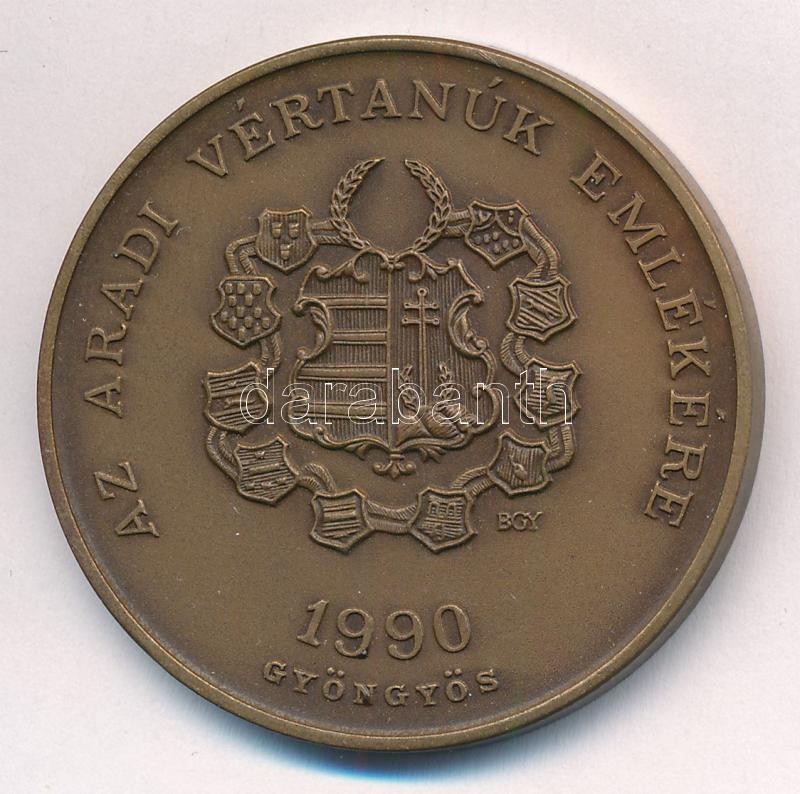 AZ ARADI VÉRTANÚK EMLÉKÉRE
darabanth
BGY
1990
GYÖNGYÖS